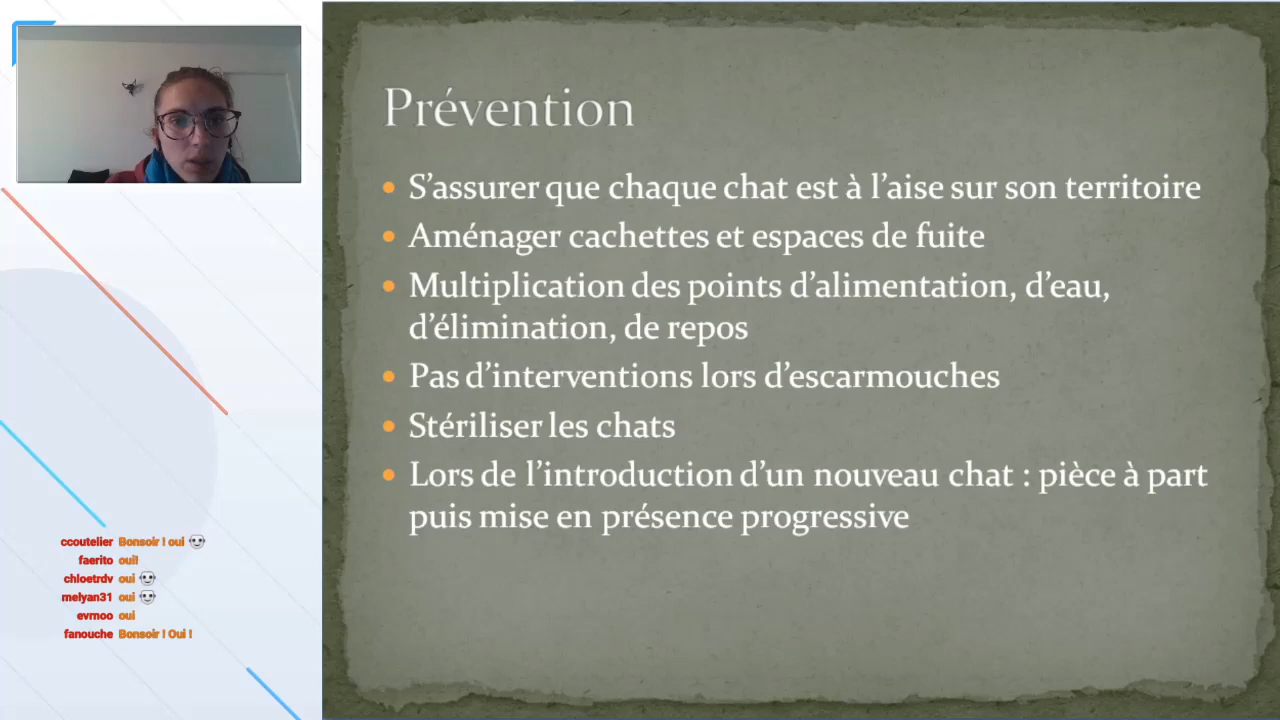 Prévention
S’assurer que chaque chat est à l’aise sur son territoire
Aménager cachettes et espaces de fuite
Multiplication des points d’alimentation, d’eau,
d’élimination, de repos
Pas d’interventions lors d’escarmouches
Stériliser les chats
Lors de l’introduction d’un nouveau chat : pièce à part
puis mise en présence progressive
ccoutelier Bonsoir ! oui
faerito oui!
chloetrdv oui
melyan31 oui
evrnoo oui
fanouche Bonsoir ! Oui !